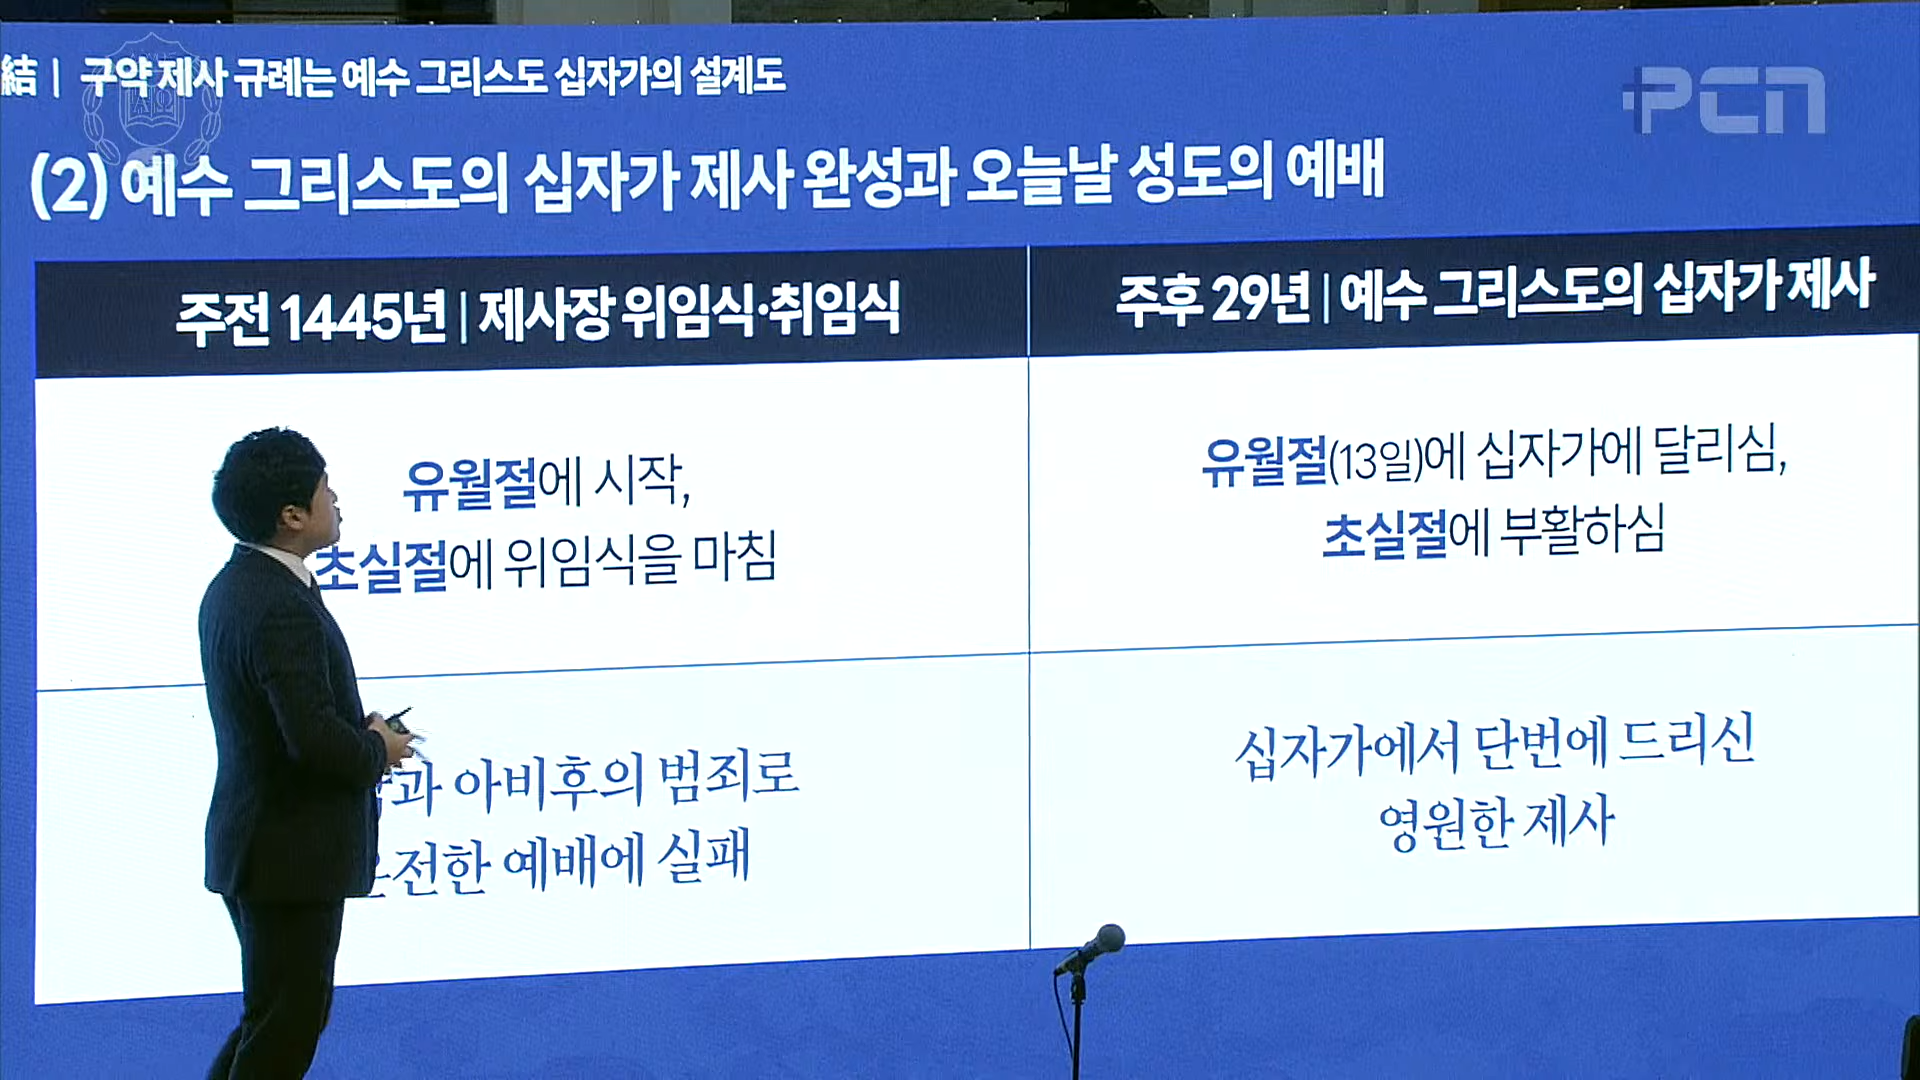 結 | 구약 제사 규례는 예수 그리스도 십자가의 설계도
PCN
(2) 예수 그리스도의 십자가 제사 완성과 오늘날 성도의 예배
주전 1445년 | 제사장 위임식·취임식
주후 29년 | 예수 그리스도의 십자가 제사
유월절에 시작,
초실절에 위임식을 마침
유월절(13일)에 십자가에 달리심,
초실절에 부활하심
아비후의 범죄로
예배에 실패
십자가에서 단번에 드리신
영원한 제사